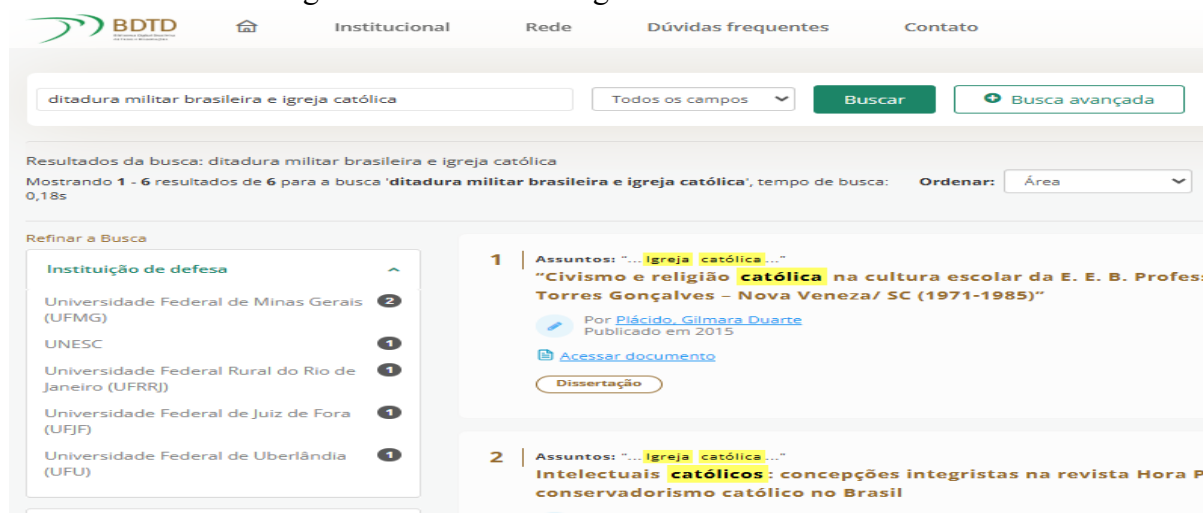 BDTD
Institucional
Rede
Dúvidas frequentes
Contato
ditadura militar brasileira e igreja católica
Todos os campos
Buscar
Busca avançada
Resultados da busca: ditadura militar brasileira e igreja católica
Mostrando 1 - 6 resultados de 6 para a busca 'ditadura militar brasileira e igreja católica', tempo de busca:
0,18s
Ordenar:
Área
Refinar a Busca
Instituição de defesa
Universidade Federal de Minas Gerais 2
(UFMG)
UNESC 1
Universidade Federal Rural do Rio de 1
Janeiro (UFRRJ)
Universidade Federal de Juiz de Fora 1
(UFJF)
Universidade Federal de Uberlândia 1
(UFU)
1 Assuntos: "... Igreja católica ..."
"Civismo e religião católica na cultura escolar da E. E. B. Profes
Torres Gonçalves – Nova Veneza/ SC (1971-1985)"
Por Plácido, Gilmara Duarte
Publicado em 2015
Acessar documento
Dissertação
2 Assuntos: "... Igreja católica ..."
Intelectuais católicos : concepções integristas na revista Hora P
conservadorismo católico no Brasil